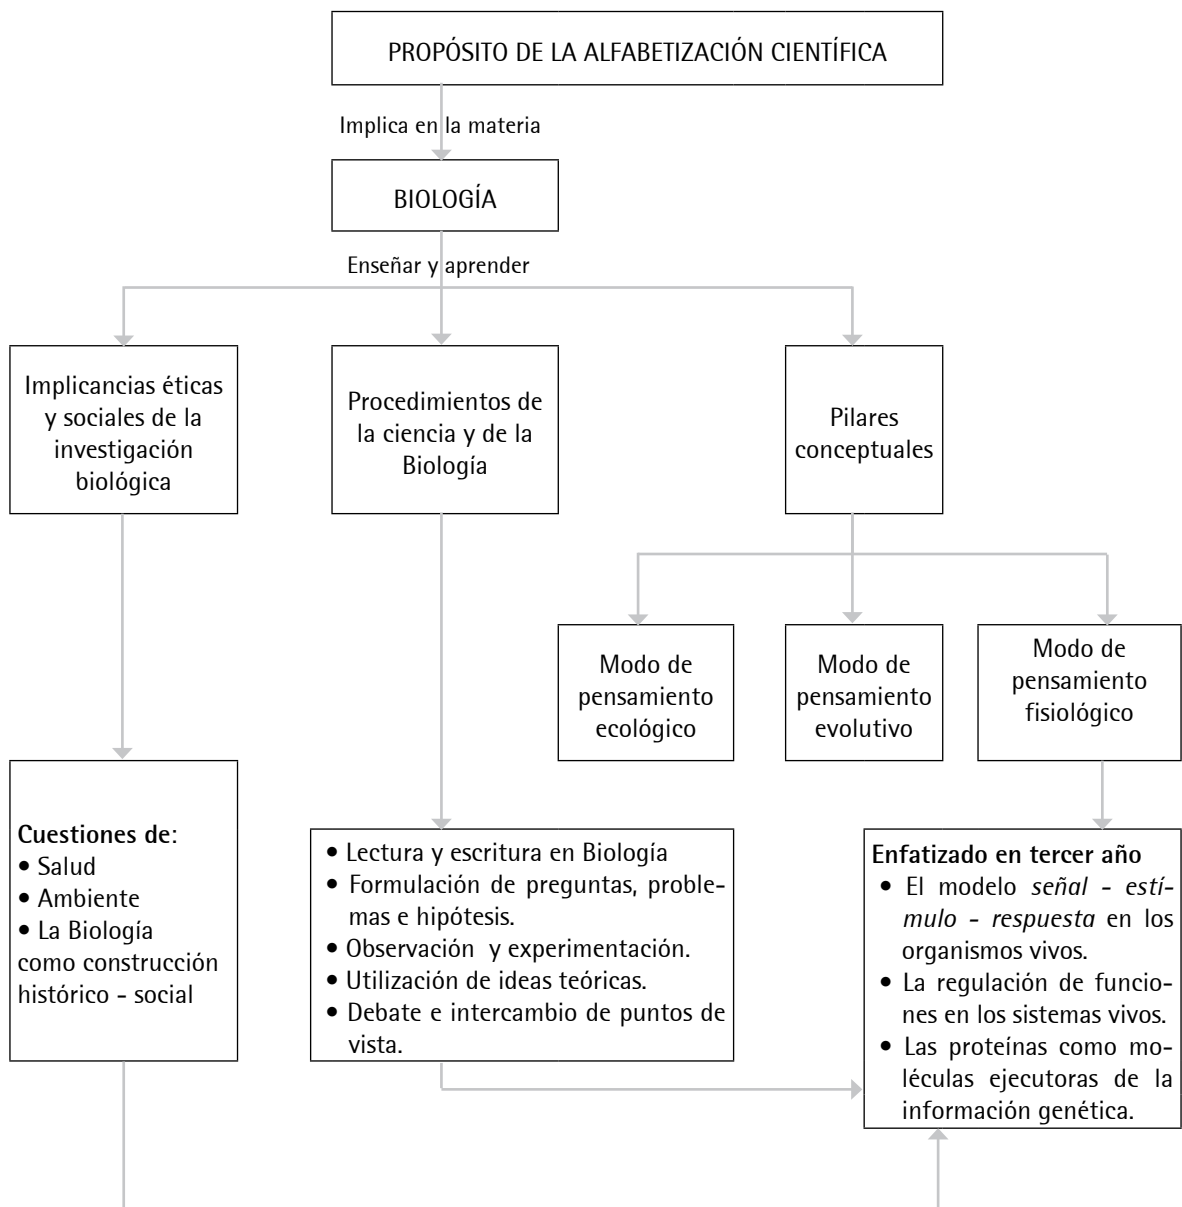 PROPÓSITO DE LA ALFABETIZACIÓN CIENTÍFICA
Implica en la materia
BIOLOGÍA
Enseñar y aprender
Implicancias éticas
y sociales de la
investigación
biológica
Procedimientos de
la ciencia y de la
Biología
Pilares
conceptuales
Modo de
pensamiento
ecológico
Modo de
pensamiento
evolutivo
Modo de
pensamiento
fisiológico
Cuestiones de:
• Salud
• Ambiente
• La Biología
como construcción
histórico - social
• Lectura y escritura en Biología
• Formulación de preguntas, proble-
mas e hipótesis.
• Observación y experimentación.
• Utilización de ideas teóricas.
• Debate e intercambio de puntos de
vista.
Enfatizado en tercer año
• El modelo señal - estí-
mulo - respuesta en los
organismos vivos.
• La regulación de funcio-
nes en los sistemas vivos.
• Las proteínas como mo-
léculas ejecutoras de la
información genética.